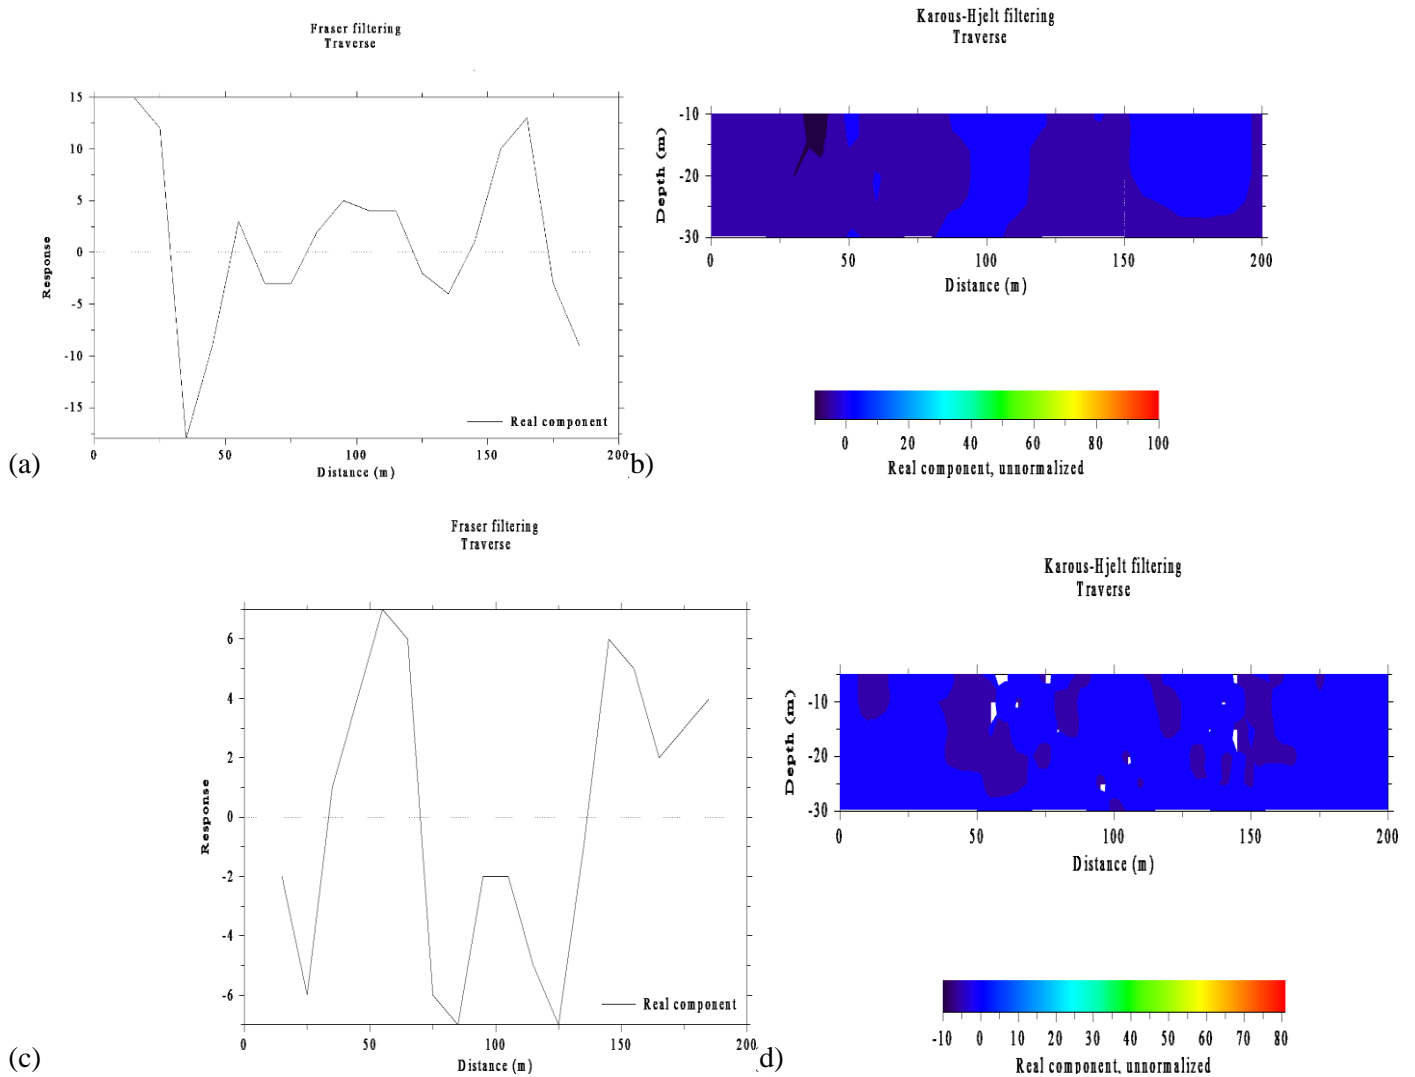 Fraser filtering
Traverse
15
10
5
0
-5
-10
-15
Response
Real component
0
50
100
150
200
Distance (m)
(a)
Karous-Hjelt filtering
Traverse
-10
-20
-30
Depth (m)
0
50
100
150
200
Distance (m)
0
20
40
60
80
100
Real component, unnormalized
b)
Fraser filtering
Traverse
6
4
2
0
-2
-4
-6
Response
Real component
0
50
100
150
200
Distance (m)
(c)
Karous-Hjelt filtering
Traverse
-10
-20
-30
Depth (m)
0
50
100
150
200
Distance (m)
-10
0
10
20
30
40
50
60
70
80
Real component, unnormalized
d)